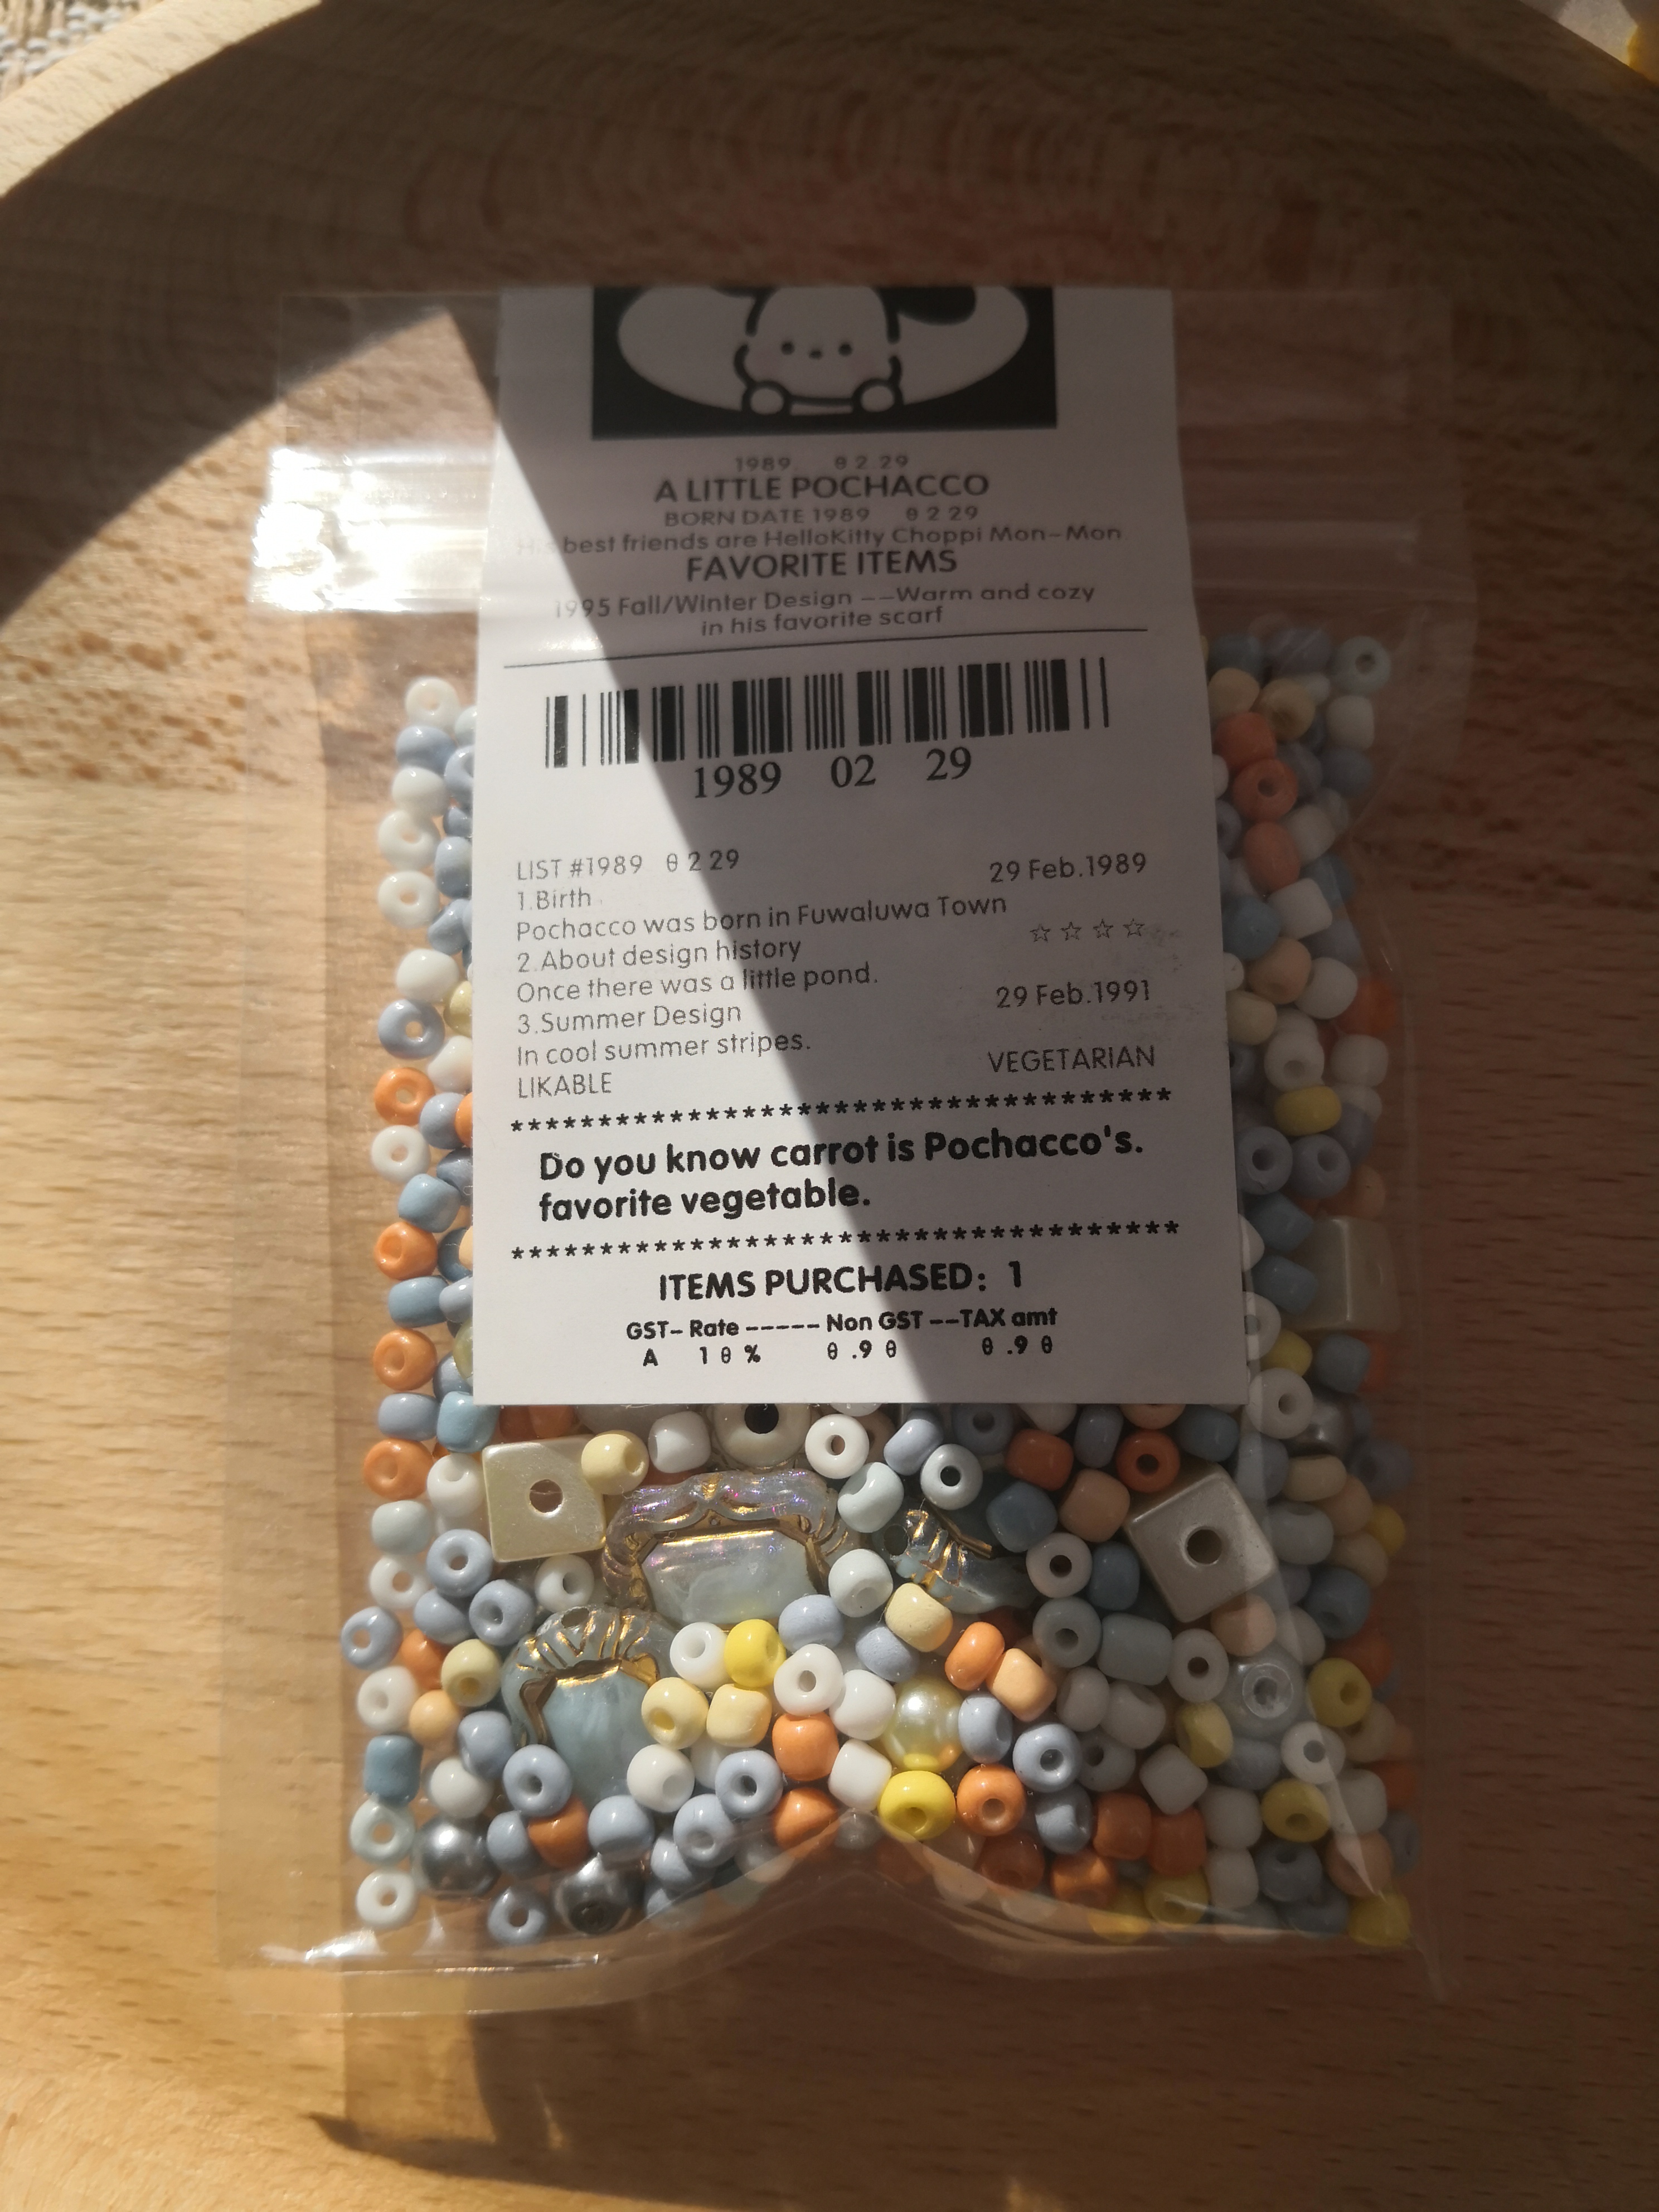 1989 02 29
A LITTLE POCHACCO
BORN DATE 1989 02 29
His best friends are HelloKitty Choppi Mon-Mon
FAVORITE ITEMS
1995 Fall/Winter Design --Warm and cozy
in his favorite scarf
1989 02 29
LIST #1989 02 29
29 Feb.1989
1.Birth
Pochacco was born in Fuwaluwa Town
☆☆☆☆
2.About design history
Once there was a little pond.
29 Feb.1991
3.Summer Design
In cool summer stripes.
VEGETARIAN
LIKABLE
************************************
Do you know carrot is Pochacco's.
favorite vegetable.
************************************
ITEMS PURCHASED: 1
GST- Rate ----- Non GST --TAX amt
A 10% 0.90 0.90